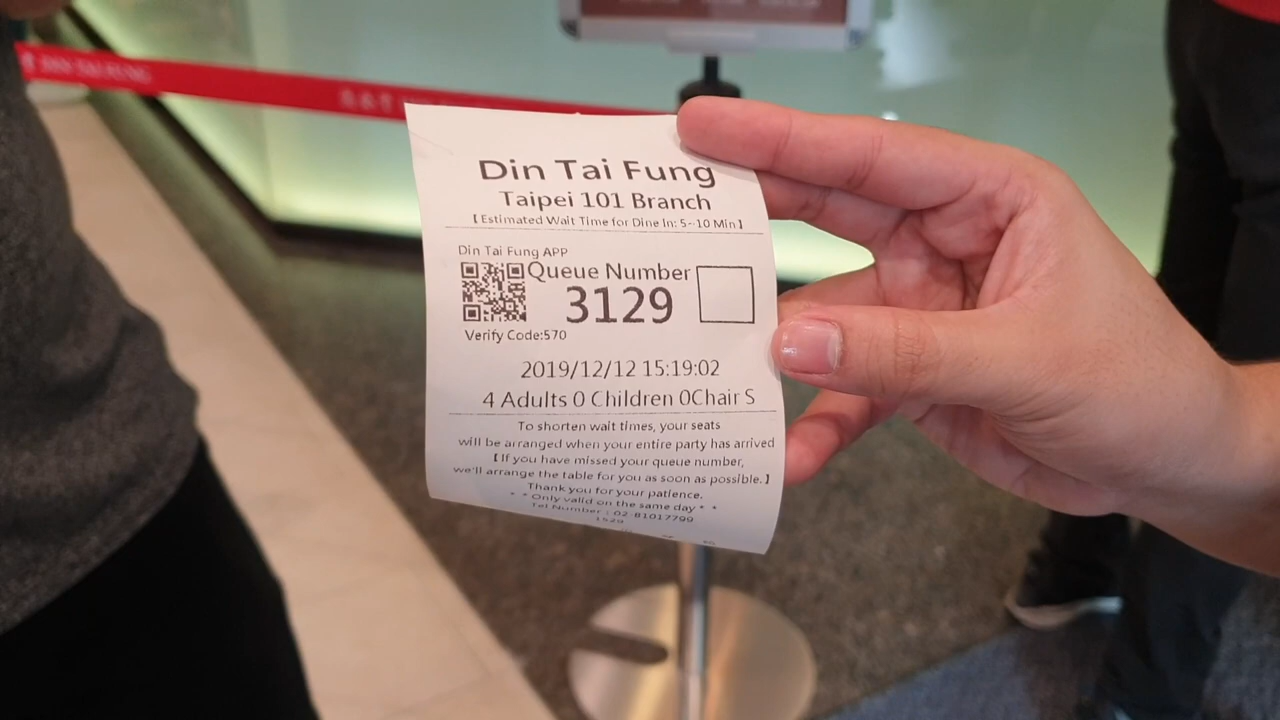 DIN TAI FUNG
Din Tai Fung
Taipei 101 Branch
【Estimated Wait Time for Dine In: 5~10 Min】
Din Tai Fung APP
Queue Number
3129
Verify Code:570
2019/12/12 15:19:02
4 Adults 0 Children 0Chair S
To shorten wait times, your seats
will be arranged when your entire party has arrived
【If you have missed your queue number,
we'll arrange the table for you as soon as possible.】
Thank you for your patience.
* * Only valid on the same day * *
Tel Number : 02-81017799
1529